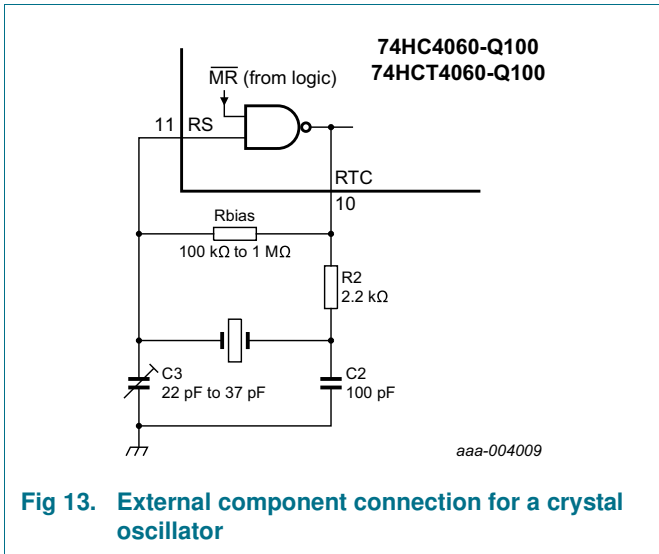 74HC4060-Q100
74HCT4060-Q100
MR (from logic)
11 RS
RTC
10
Rbias
100 kΩ to 1 MΩ
R2
2.2 kΩ
C3
22 pF to 37 pF
C2
100 pF
aaa-004009
Fig 13. External component connection for a crystal
oscillator